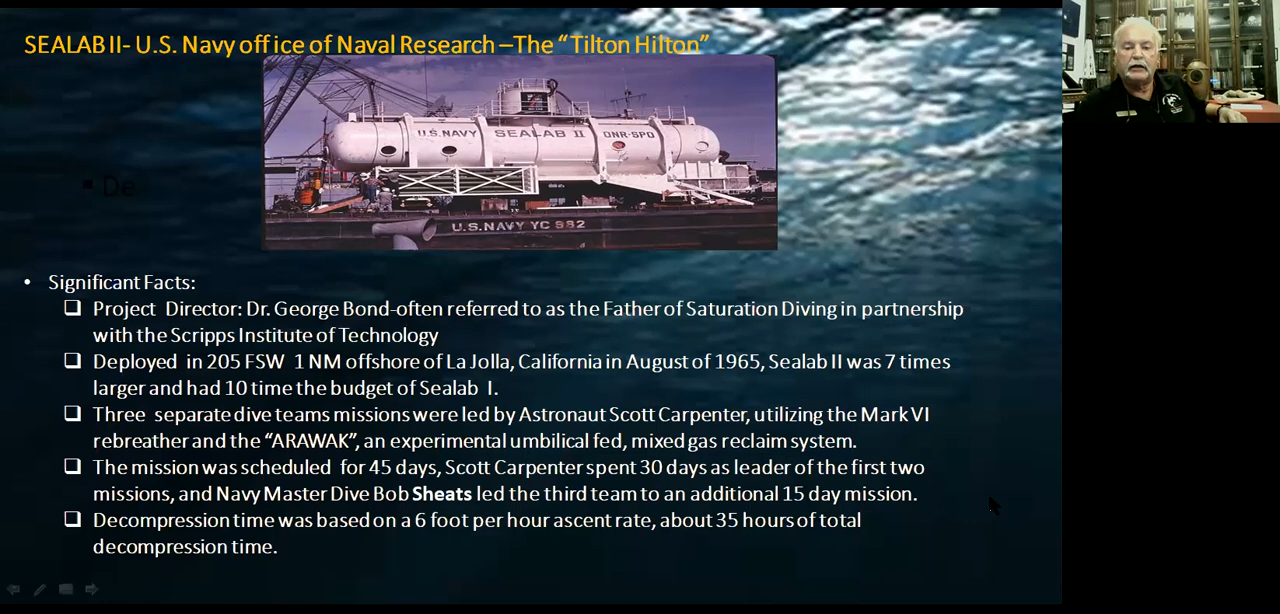 SEALAB II- U.S. Navy office of Naval Research –The “Tilton Hilton”
U.S. NAVY SEALAB II ONR-SPO
U.S. NAVY YC 982
▪ De
• Significant Facts:
❑ Project Director: Dr. George Bond-often referred to as the Father of Saturation Diving in partnership
with the Scripps Institute of Technology
❑ Deployed in 205 FSW 1 NM offshore of La Jolla, California in August of 1965, Sealab II was 7 times
larger and had 10 time the budget of Sealab I.
❑ Three separate dive teams missions were led by Astronaut Scott Carpenter, utilizing the Mark VI
rebreather and the “ARAWAK”, an experimental umbilical fed, mixed gas reclaim system.
❑ The mission was scheduled for 45 days, Scott Carpenter spent 30 days as leader of the first two
missions, and Navy Master Dive Bob Sheats led the third team to an additional 15 day mission.
❑ Decompression time was based on a 6 foot per hour ascent rate, about 35 hours of total
decompression time.